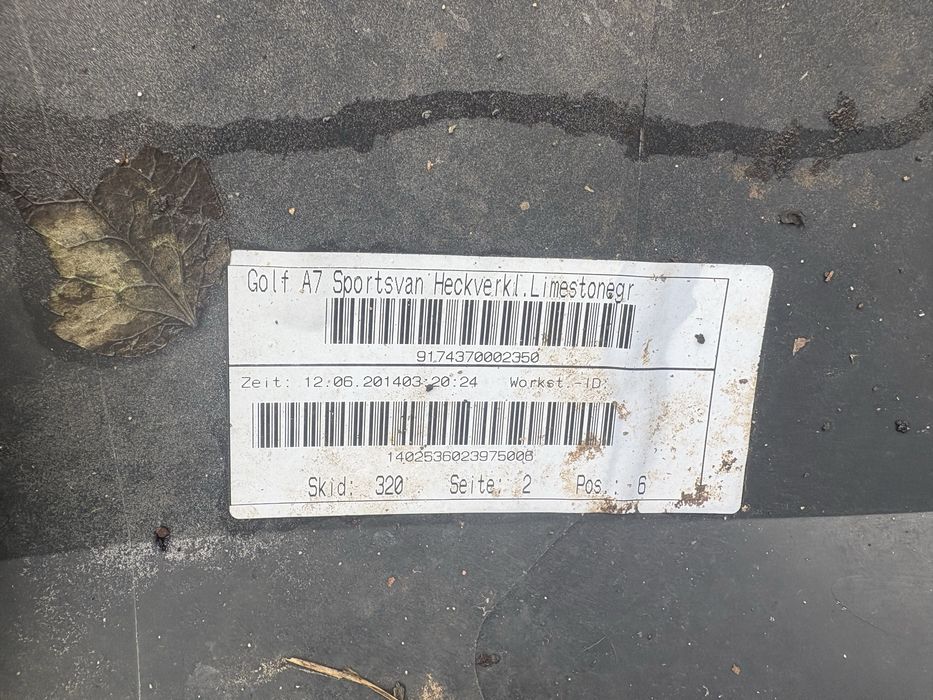 Golf A7 Sportsvan Heckverkl.Limestonegr
9174370002350
Zeit: 12.06.201403:20:24 Workst.-ID:
1402536023975008
Skid: 320 Seite: 2 Pos.: 6